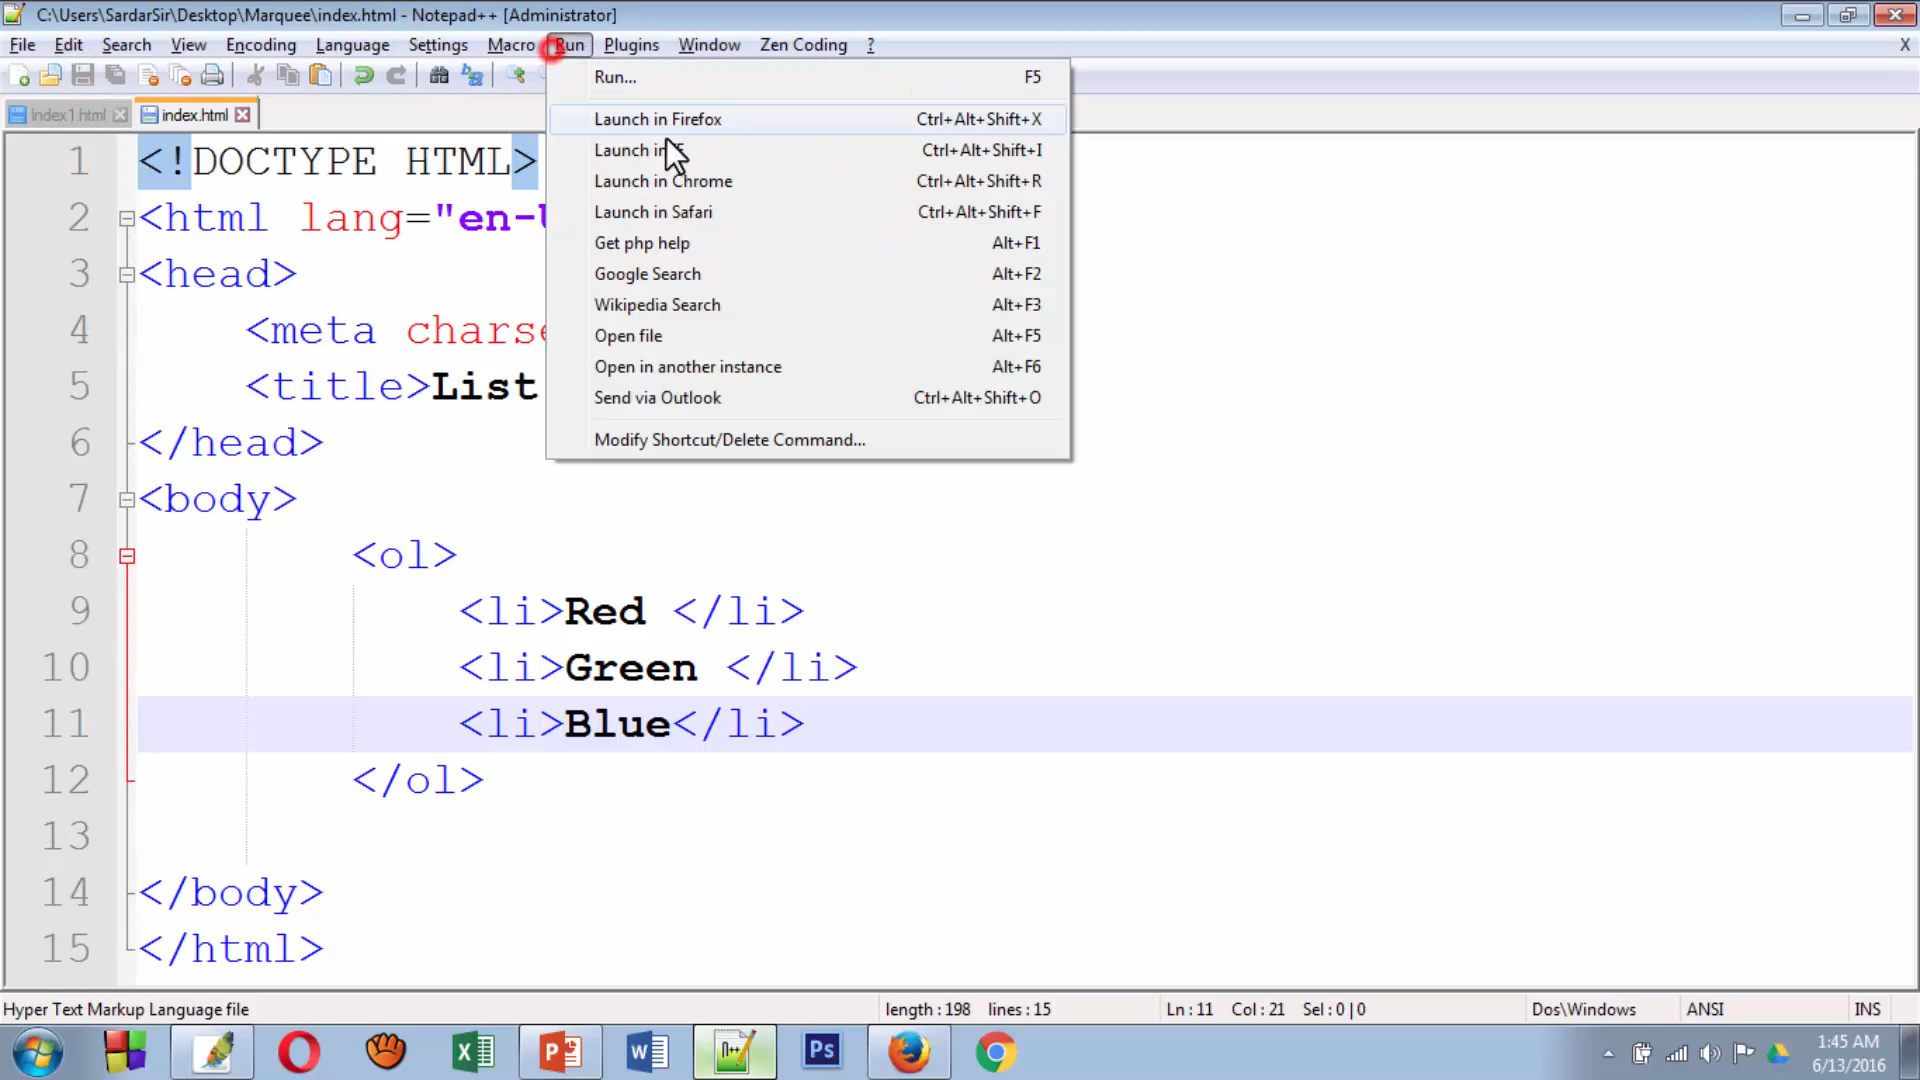 C:\Users\SardarSir\Desktop\Marquee\index.html - Notepad++ [Administrator]
File Edit Search View Encoding Language Settings Macro Run Plugins Window Zen Coding ? X
Index1.html index.html
Run... F5
Launch in Firefox Ctrl+Alt+Shift+X
Launch in Ctrl+Alt+Shift+I
Launch in Chrome Ctrl+Alt+Shift+R
Launch in Safari Ctrl+Alt+Shift+F
Get php help Alt+F1
Google Search Alt+F2
Wikipedia Search Alt+F3
Open file Alt+F5
Open in another instance Alt+F6
Send via Outlook Ctrl+Alt+Shift+O
Modify Shortcut/Delete Command...
1 <!DOCTYPE HTML>
2 <html lang="en-
3 <head>
4 <meta charse
5 <title>List
6 </head>
7 <body>
8 <ol>
9 <li>Red </li>
10 <li>Green </li>
11 <li>Blue</li>
12 </ol>
13
14 </body>
15 </html>
Hyper Text Markup Language file length : 198 lines : 15 Ln : 11 Col : 21 Sel : 0 | 0 Dos\Windows ANSI INS
1:45 AM
6/13/2016